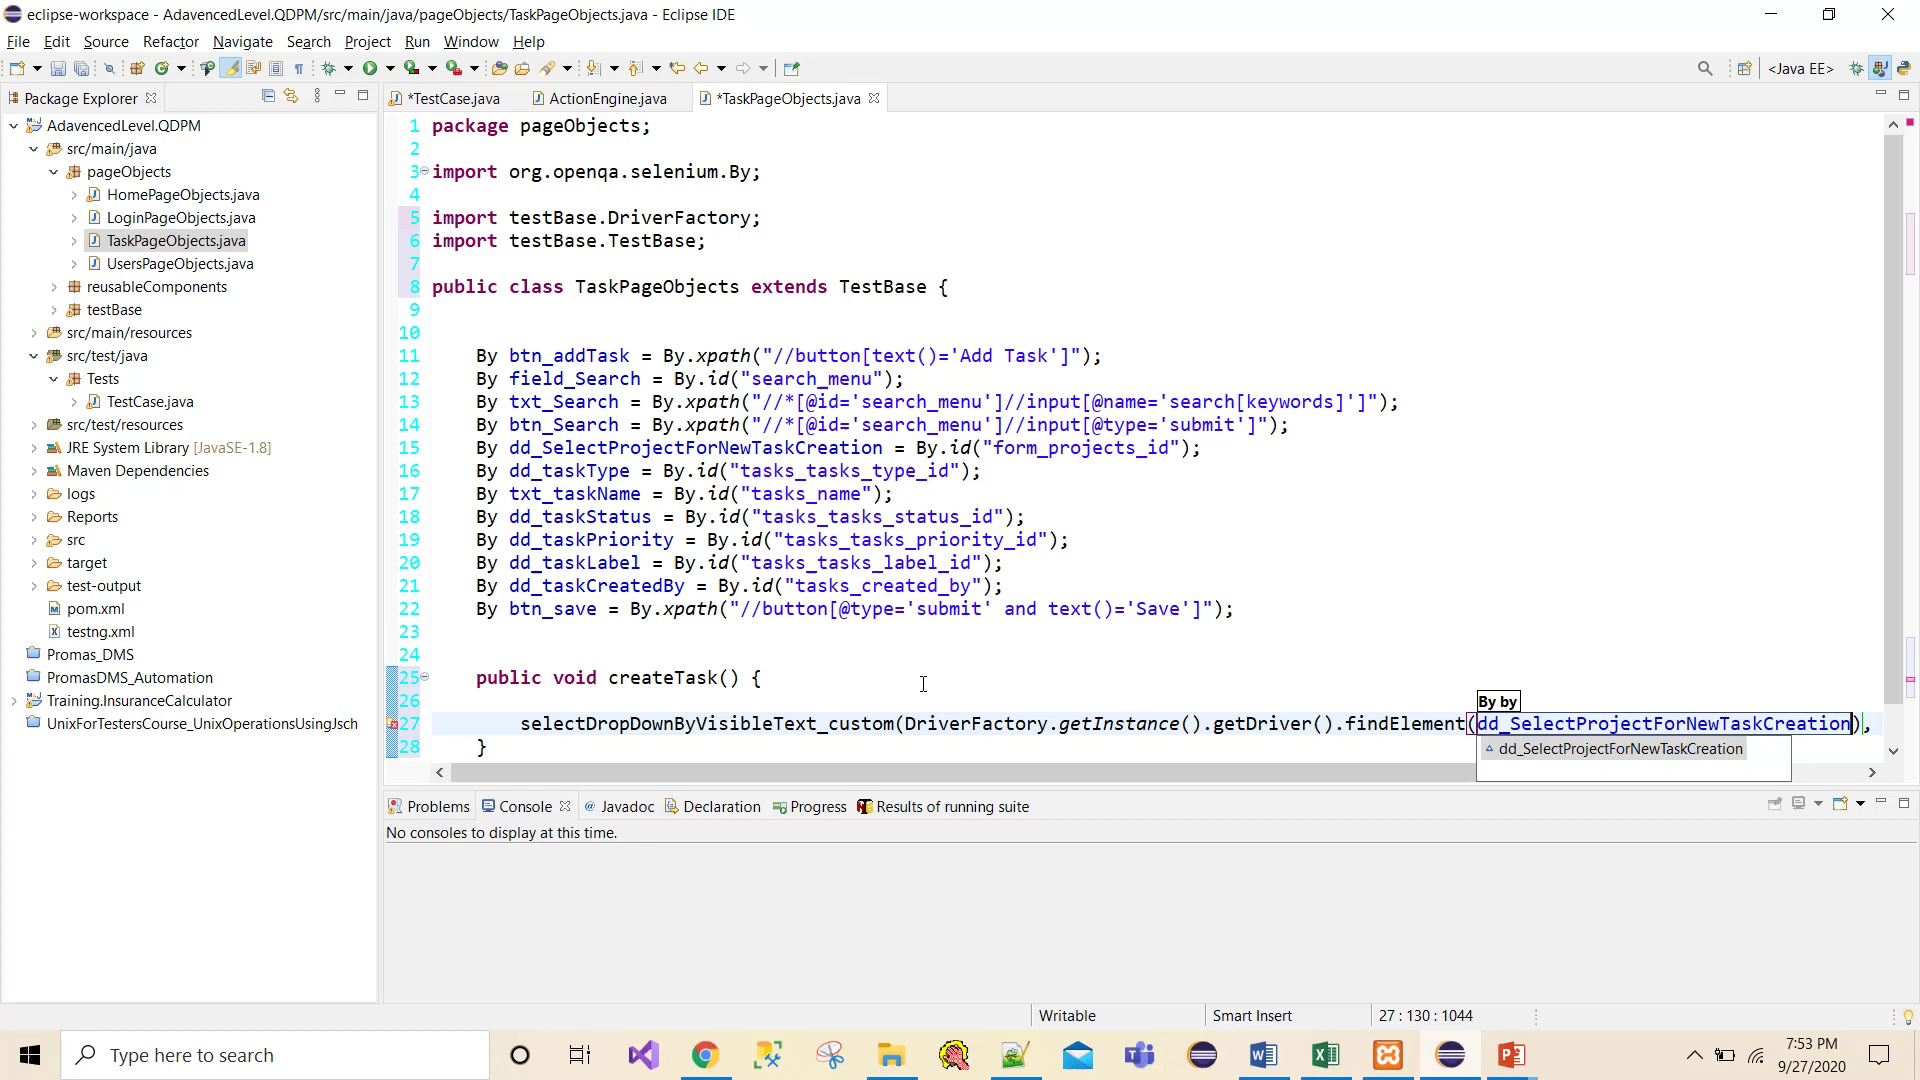 eclipse-workspace - AdavencedLevel.QDPM/src/main/java/pageObjects/TaskPageObjects.java - Eclipse IDE
File Edit Source Refactor Navigate Search Project Run Window Help
<Java EE>
Package Explorer
*TestCase.java ActionEngine.java *TaskPageObjects.java
AdavencedLevel.QDPM
src/main/java
pageObjects
HomePageObjects.java
LoginPageObjects.java
TaskPageObjects.java
UsersPageObjects.java
reusableComponents
testBase
src/main/resources
src/test/java
Tests
TestCase.java
src/test/resources
JRE System Library [JavaSE-1.8]
Maven Dependencies
logs
Reports
src
target
test-output
pom.xml
testng.xml
Promas_DMS
PromasDMS_Automation
Training.InsuranceCalculator
UnixForTestersCourse_UnixOperationsUsingJsch
1 package pageObjects;
2
3 import org.openqa.selenium.By;
4
5 import testBase.DriverFactory;
6 import testBase.TestBase;
7
8 public class TaskPageObjects extends TestBase {
9
10
11 By btn_addTask = By.xpath("//button[text()='Add Task']");
12 By field_Search = By.id("search_menu");
13 By txt_Search = By.xpath("//*[@id='search_menu']//input[@name='search[keywords]']");
14 By btn_Search = By.xpath("//*[@id='search_menu']//input[@type='submit']");
15 By dd_SelectProjectForNewTaskCreation = By.id("form_projects_id");
16 By dd_taskType = By.id("tasks_tasks_type_id");
17 By txt_taskName = By.id("tasks_name");
18 By dd_taskStatus = By.id("tasks_tasks_status_id");
19 By dd_taskPriority = By.id("tasks_tasks_priority_id");
20 By dd_taskLabel = By.id("tasks_tasks_label_id");
21 By dd_taskCreatedBy = By.id("tasks_created_by");
22 By btn_save = By.xpath("//button[@type='submit' and text()='Save']");
23
24
25 public void createTask() {
26
By by
27 selectDropDownByVisibleText_custom(DriverFactory.getInstance().getDriver().findElement(dd_SelectProjectForNewTaskCreation),
28 }
dd_SelectProjectForNewTaskCreation
Problems Console Javadoc Declaration Progress Results of running suite
No consoles to display at this time.
Writable Smart Insert 27 : 130 : 1044
Type here to search
7:53 PM
9/27/2020